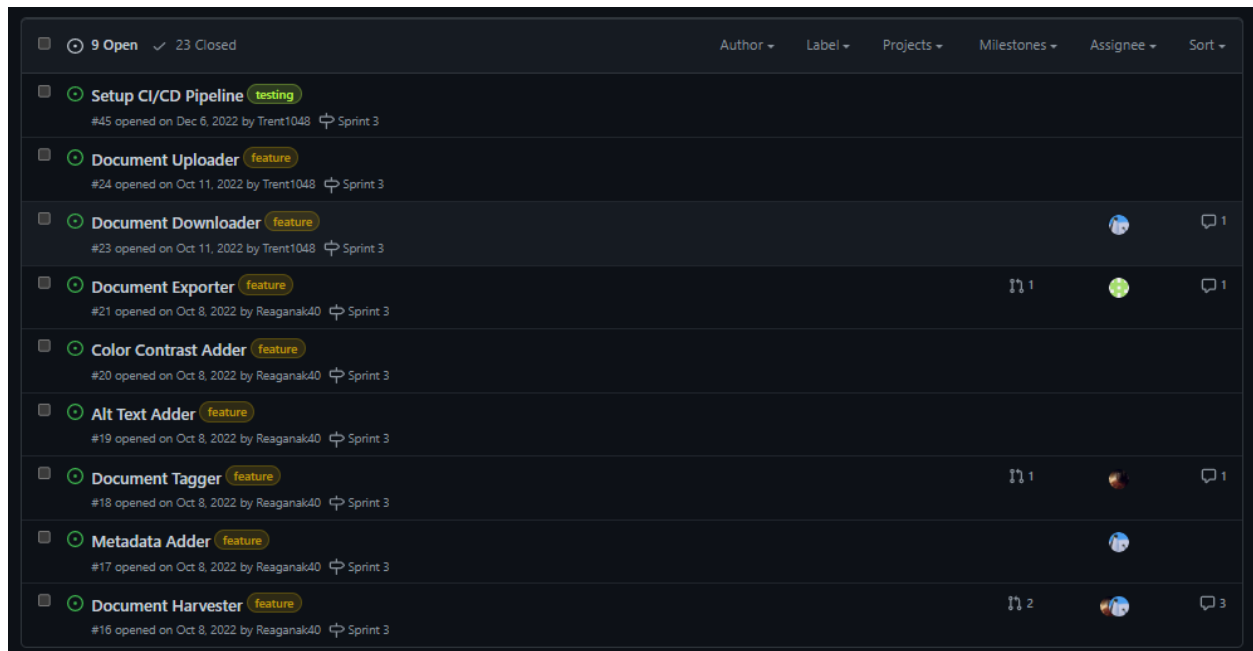 9 Open 23 Closed Author Label Projects Milestones Assignee Sort
Setup CI/CD Pipeline testing
#45 opened on Dec 6, 2022 by Trent1048 Sprint 3
Document Uploader feature
#24 opened on Oct 11, 2022 by Trent1048 Sprint 3
Document Downloader feature 1
#23 opened on Oct 11, 2022 by Trent1048 Sprint 3
Document Exporter feature 1 1
#21 opened on Oct 8, 2022 by Reaganak40 Sprint 3
Color Contrast Adder feature
#20 opened on Oct 8, 2022 by Reaganak40 Sprint 3
Alt Text Adder feature
#19 opened on Oct 8, 2022 by Reaganak40 Sprint 3
Document Tagger feature 1 1
#18 opened on Oct 8, 2022 by Reaganak40 Sprint 3
Metadata Adder feature
#17 opened on Oct 8, 2022 by Reaganak40 Sprint 3
Document Harvester feature 2 3
#16 opened on Oct 8, 2022 by Reaganak40 Sprint 3